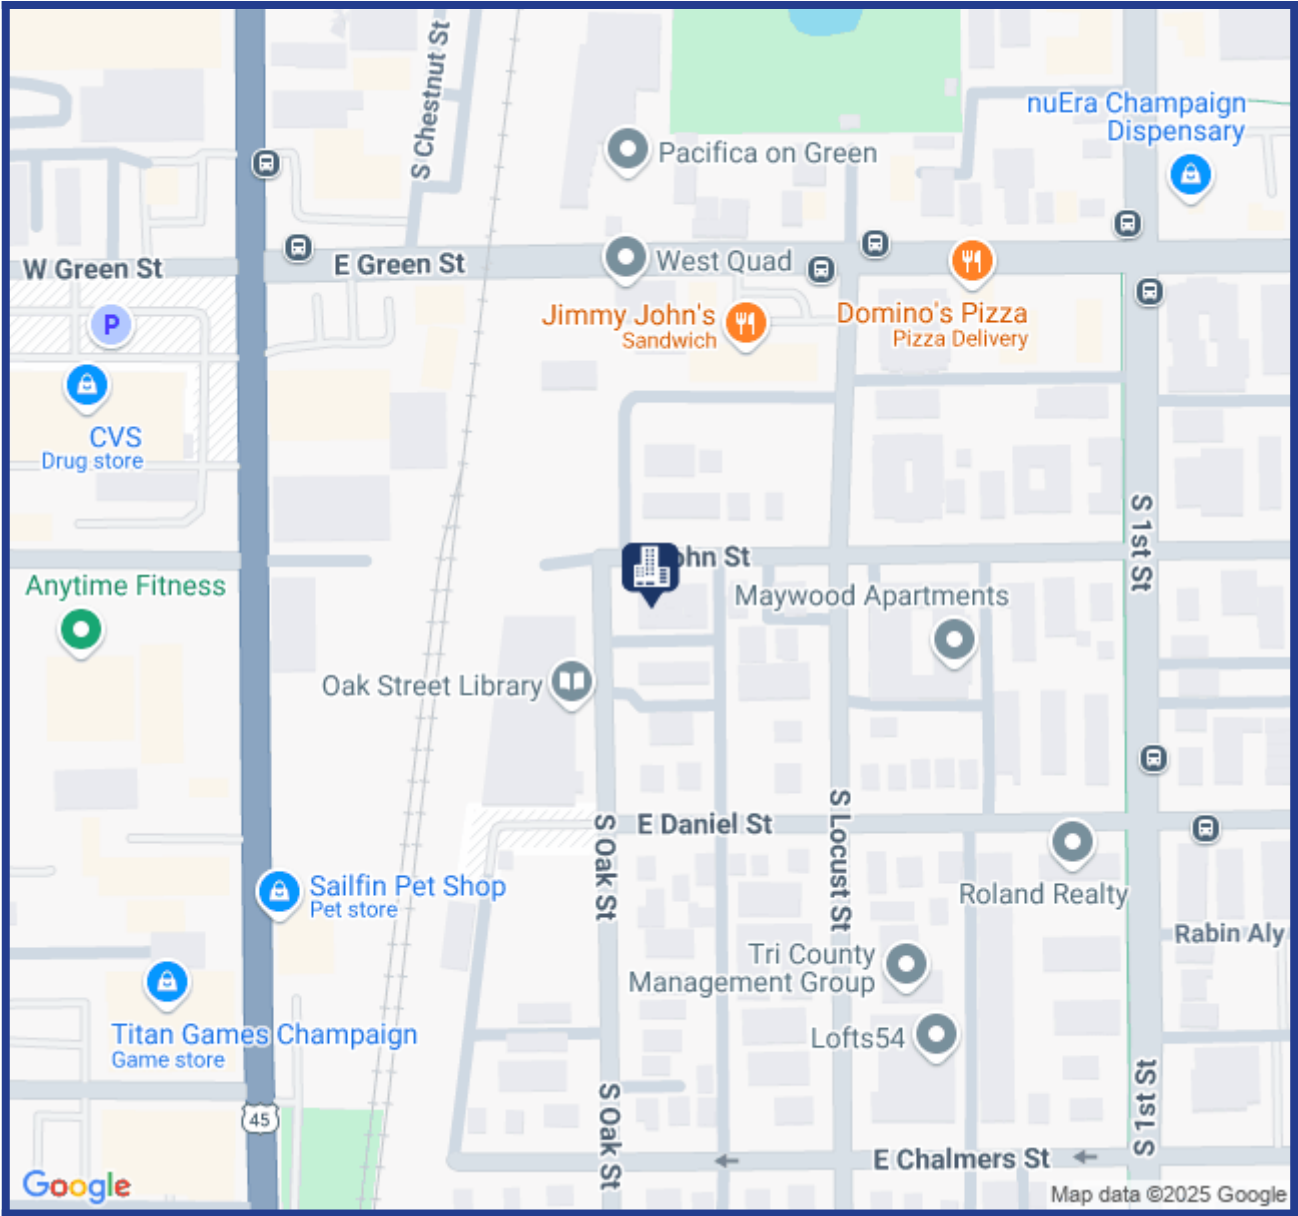 S Chestnut St
nuEra Champaign
Dispensary
Pacifica on Green
W Green St
E Green St
West Quad
P
Jimmy John's
Sandwich
Domino's Pizza
Pizza Delivery
CVS
Drug store
S 1st St
ohn St
Anytime Fitness
Maywood Apartments
Oak Street Library
E Daniel St
S Oak St
S Locust St
Sailfin Pet Shop
Pet store
Roland Realty
Rabin Aly
Tri County
Management Group
Titan Games Champaign
Game store
Lofts54
45
S Oak St
S 1st St
E Chalmers St
Google
Map data ©2025 Google